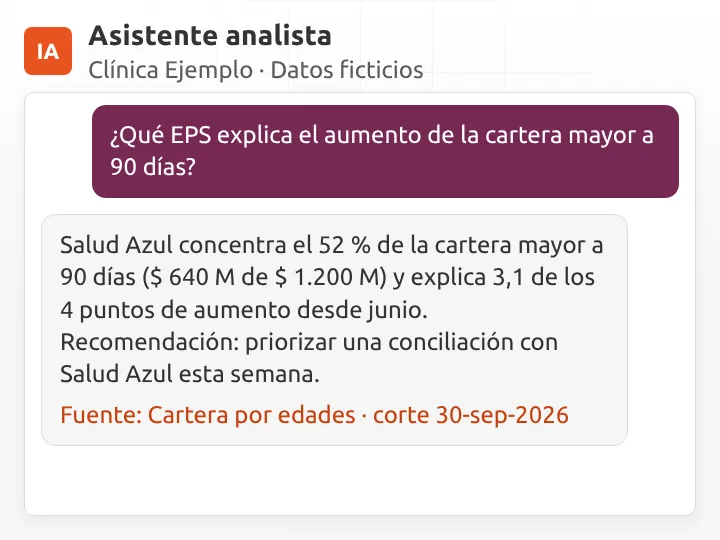 IA
Asistente analista
Clínica Ejemplo · Datos ficticios
¿Qué EPS explica el aumento de la cartera mayor a
90 días?
Salud Azul concentra el 52 % de la cartera mayor a
90 días ($ 640 M de $ 1.200 M) y explica 3,1 de los
4 puntos de aumento desde junio.
Recomendación: priorizar una conciliación con
Salud Azul esta semana.
Fuente: Cartera por edades · corte 30-sep-2026